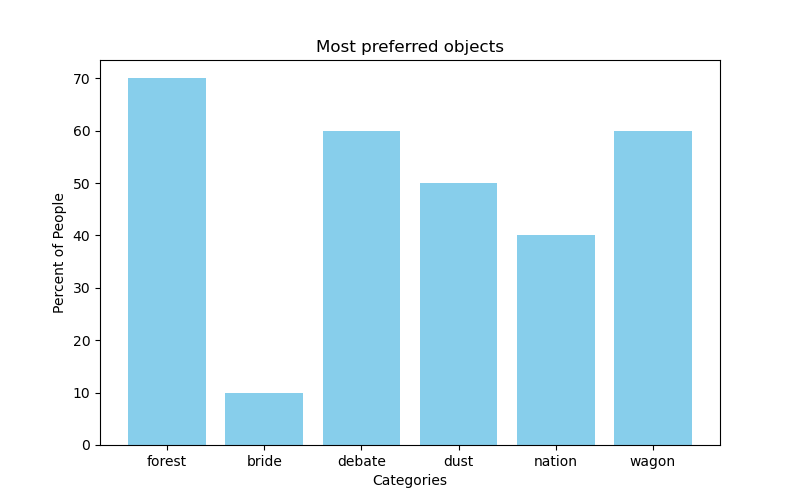 Most preferred objects
Percent of People
70
60
50
40
30
20
10
0
forest bride debate dust nation wagon
Categories